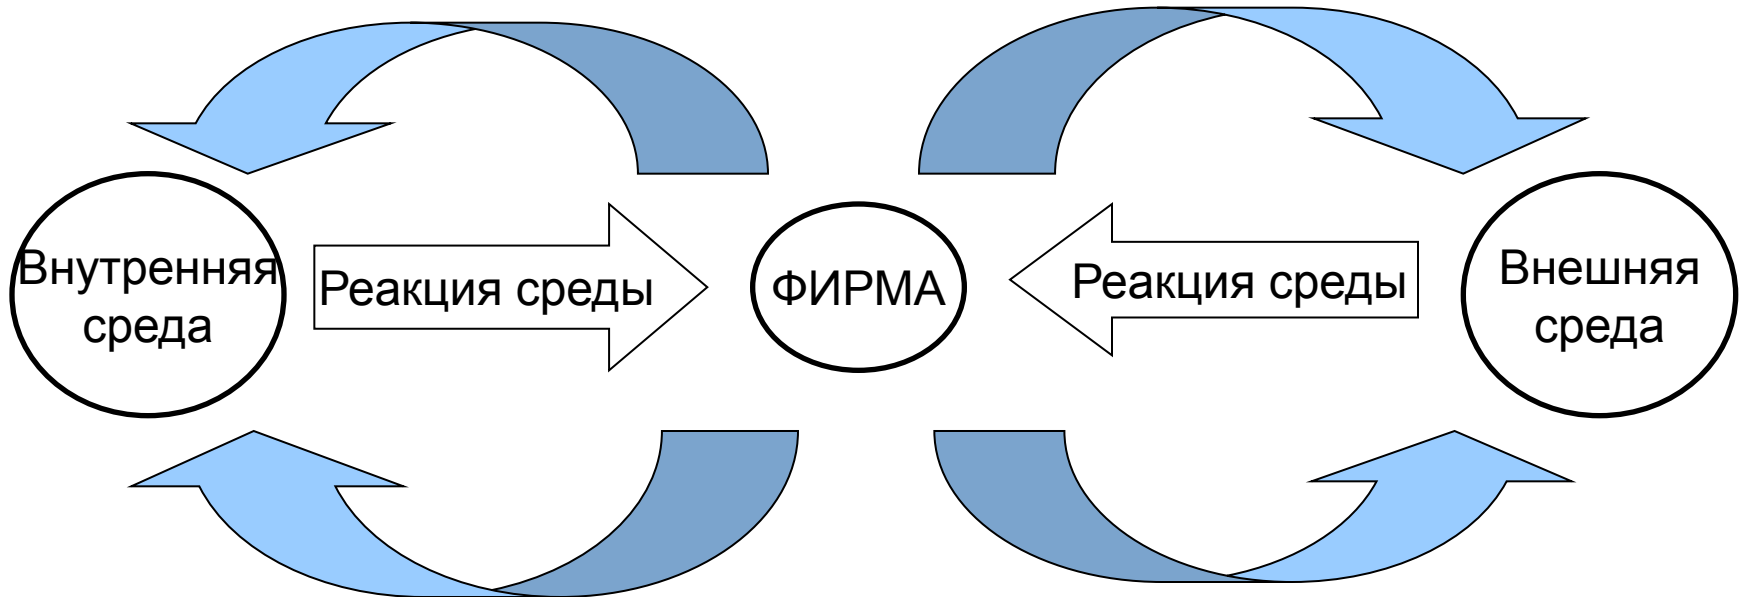 Внутренняя
среда
Реакция среды
ФИРМА
Реакция среды
Внешняя
среда